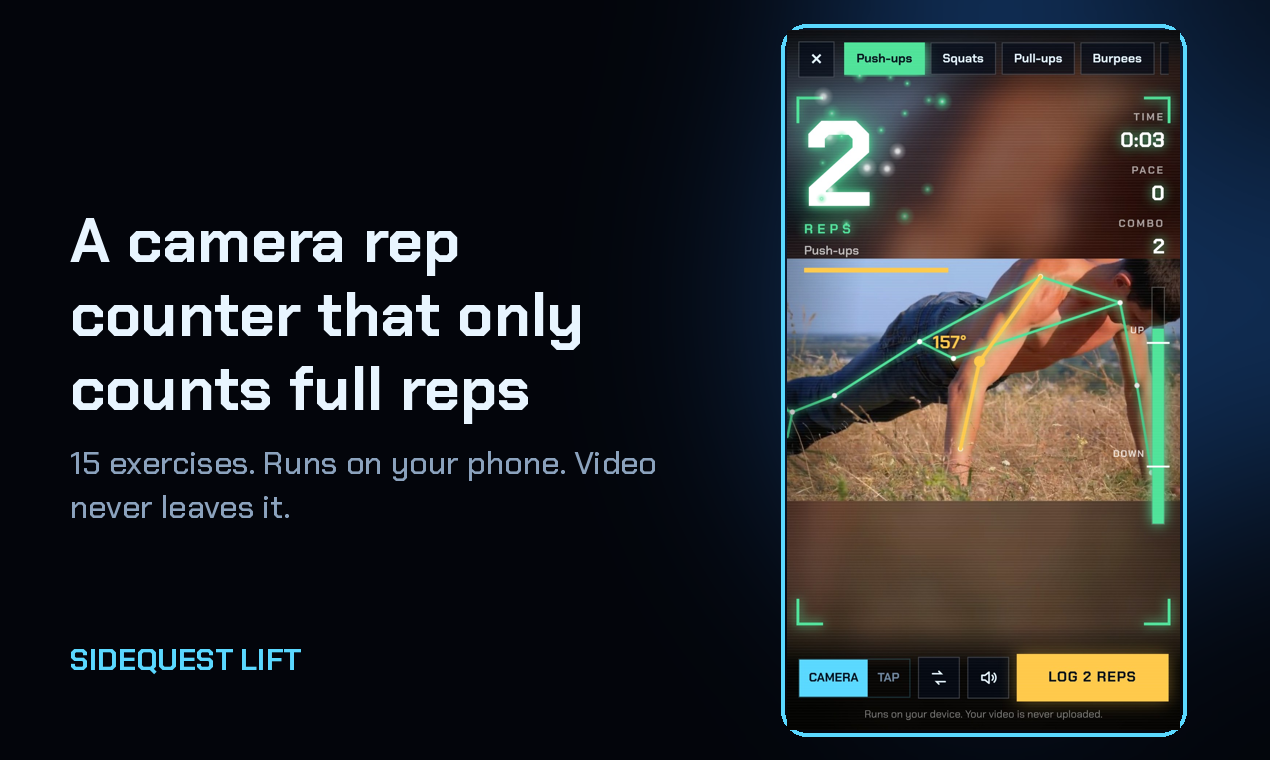 A camera rep
counter that only
counts full reps
15 exercises. Runs on your phone. Video
never leaves it.
SIDEQUEST LIFT
✕ Push-ups Squats Pull-ups Burpees
2
REPS
Push-ups
TIME
0:03
PACE
0
COMBO
2
157°
UP
DOWN
CAMERA TAP LOG 2 REPS
Runs on your device. Your video is never uploaded.